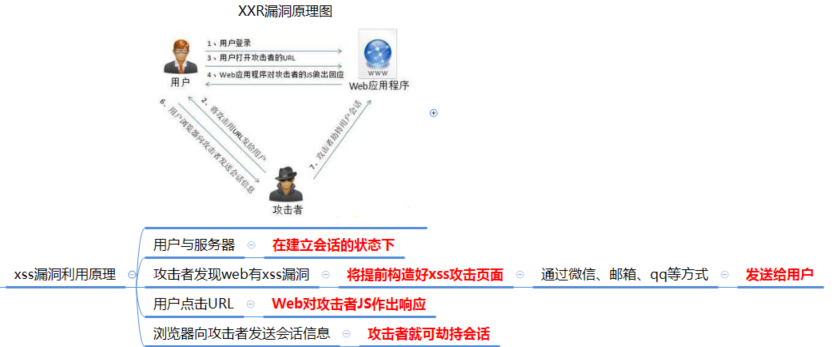 XXR漏洞原理图
1、用户登录
3、用户打开攻击者的URL
4、Web应用程序对攻击者的JS做出回应
用户
www
Web应用程序
2、将攻击用URL发给用户
6、用户浏览器向攻击者发送会话信息
7、攻击者劫持用户会话
攻击者
xss漏洞利用原理
用户与服务器 在建立会话的状态下
攻击者发现web有xss漏洞 将提前构造好xss攻击页面 通过微信、邮箱、qq等方式 发送给用户
用户点击URL Web对攻击者JS作出响应
浏览器向攻击者发送会话信息 攻击者就可劫持会话